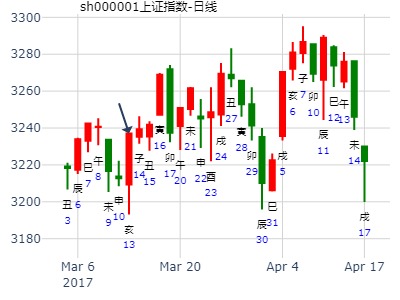 sh000001上证指数-日线
3300
3280
3260
3240
3220
3200
3180
丑
3
辰
6
巳
7
午
8
未
9
申
10
亥
13
子
14
丑
15
寅
16
卯
17
午
20
未
21
申
22
酉
23
戌
24
丑
27
寅
28
卯
29
辰
30
巳
31
戌
5
亥
6
子
7
卯
10
辰
11
巳
12
午
13
未
14
戌
17
Mar 6
2017
Mar 20
Apr 4
Apr 17